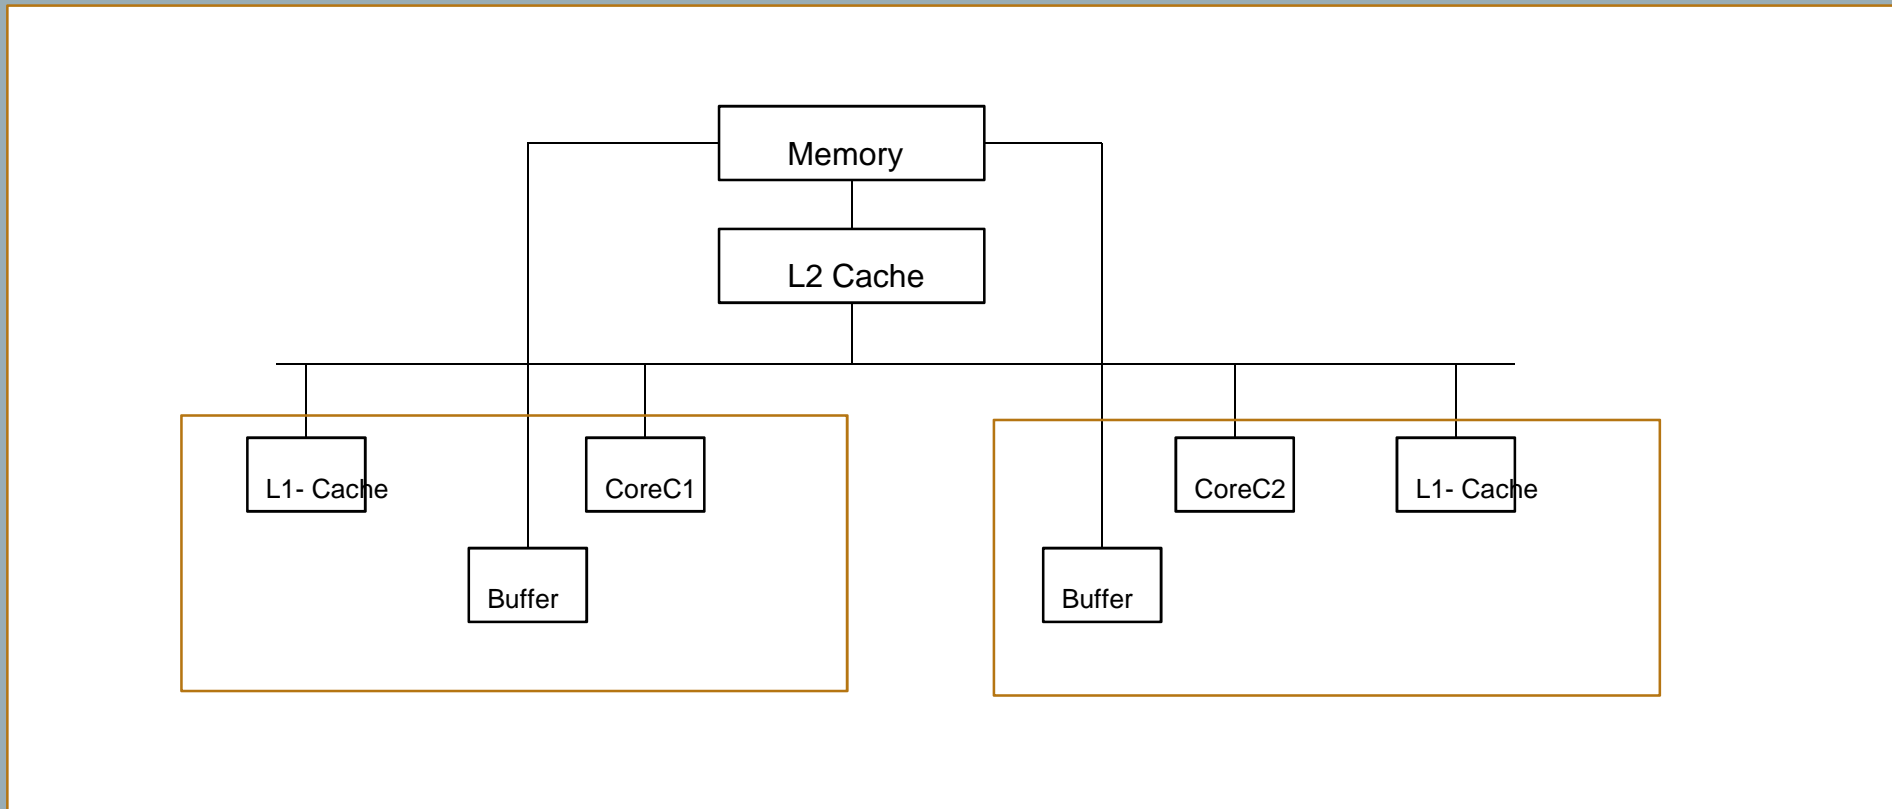 Memory
L2 Cache
L1- Cache
CoreC1
CoreC2
L1- Cache
Buffer
Buffer